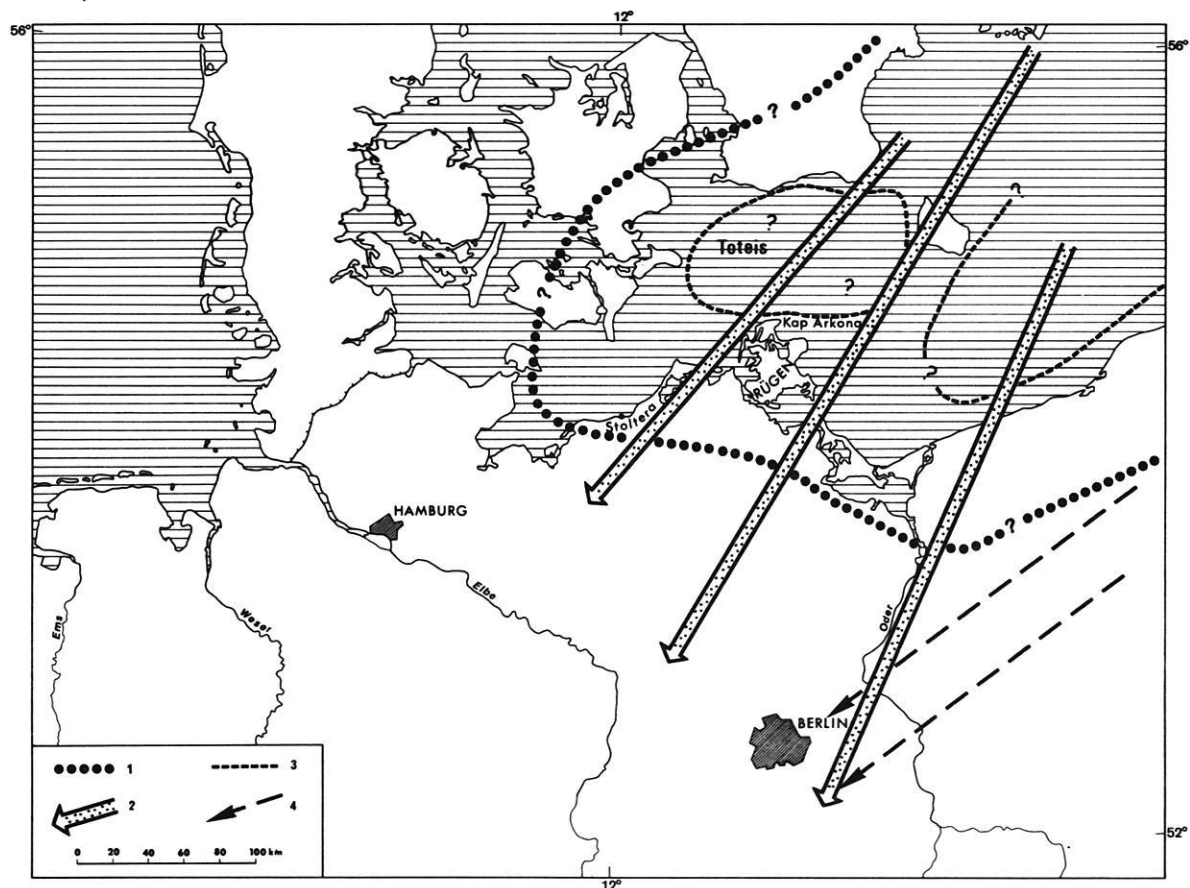 12°
56°
56°
?
?
?
Toteis
?
?
Kap Arkona
RÜGEN
?
Stoltera
HAMBURG
?
Elbe
Ems
Weser
Oder
BERLIN
1
3
2
4
0 20 40 60 80 100 km
52°
12°